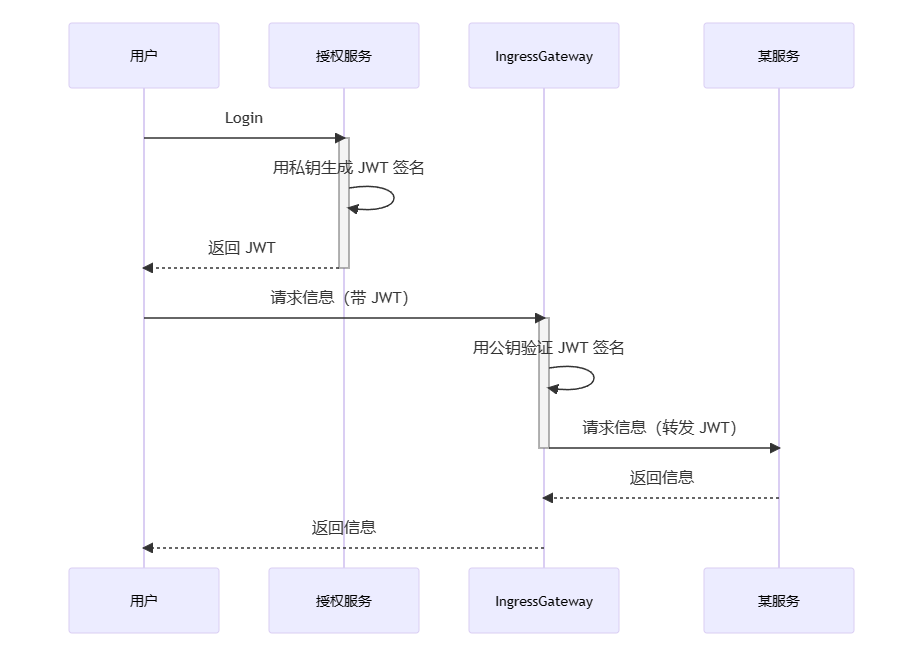 用户
授权服务
IngressGateway
某服务
Login
用私钥生成 JWT 签名
返回 JWT
请求信息（带 JWT）
用公钥验证 JWT 签名
请求信息（转发 JWT）
返回信息
返回信息
用户
授权服务
IngressGateway
某服务